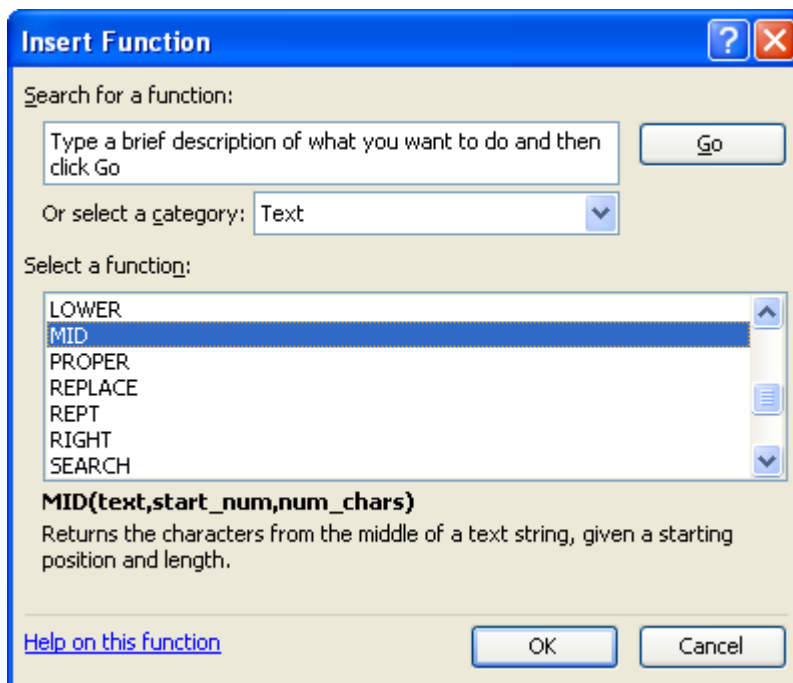 Insert Function
Search for a function:
Type a brief description of what you want to do and then
click Go
Go
Or select a category: Text
Select a function:
LOWER
MID
PROPER
REPLACE
REPT
RIGHT
SEARCH
MID(text,start_num,num_chars)
Returns the characters from the middle of a text string, given a starting
position and length.
Help on this function
OK
Cancel